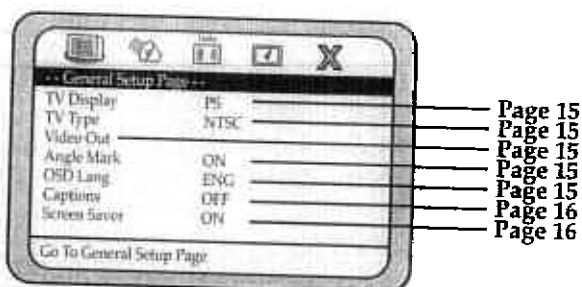 -- General Setup Page --
TV Display PS Page 15
TV Type NTSC Page 15
Video Out Page 15
Angle Mark ON Page 15
OSD Lang ENG Page 15
Captions OFF Page 16
Screen Saver ON Page 16
Go To General Setup Page